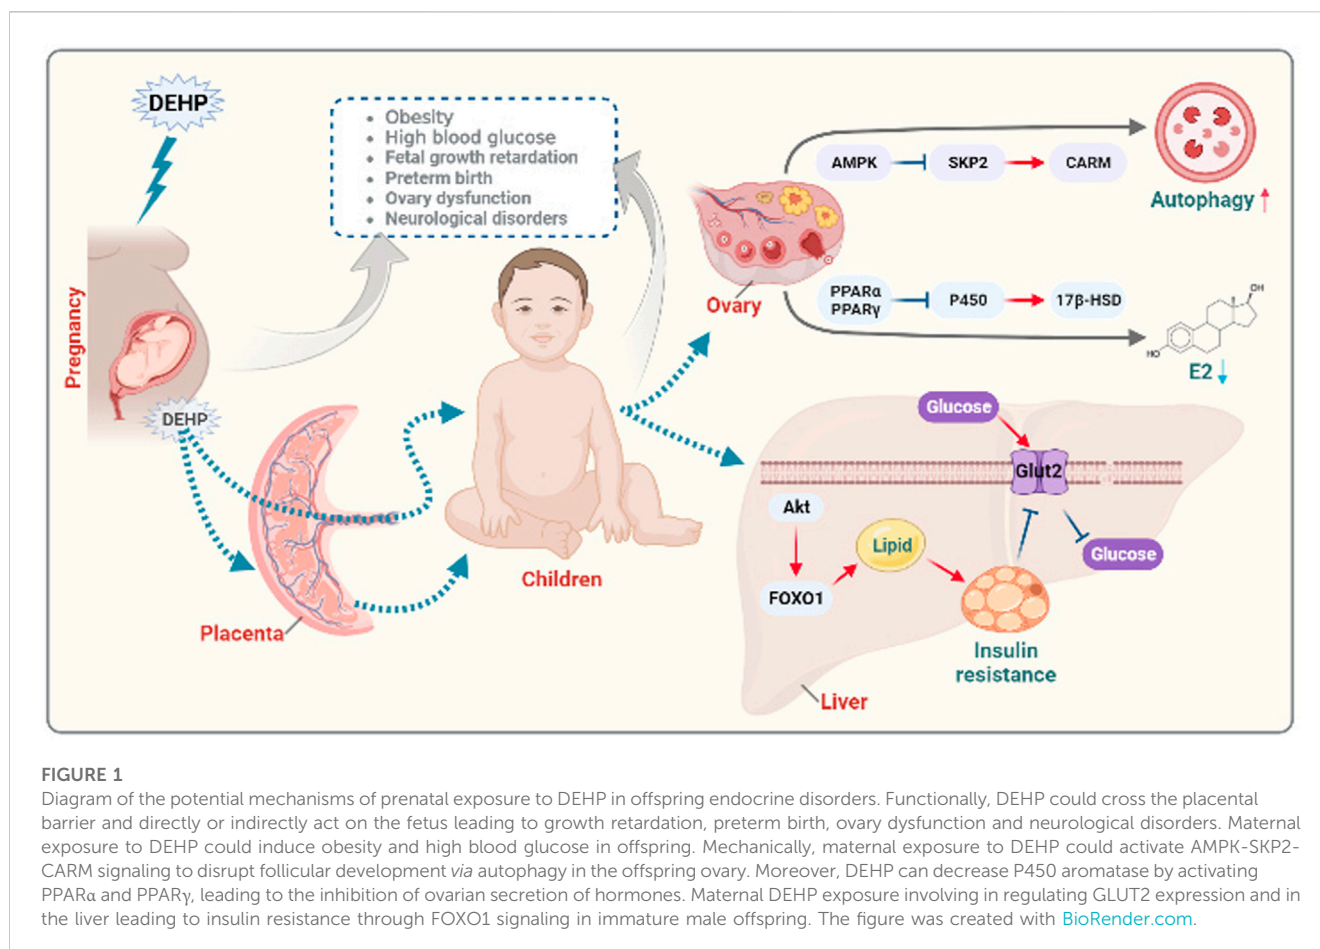 DEHP
• Obesity
• High blood glucose
• Fetal growth retardation
• Preterm birth
• Ovary dysfunction
• Neurological disorders
Pregnancy
DEHP
Placenta
Children
Ovary
AMPK
SKP2
CARM
Autophagy ↑
PPARα
PPARγ
P450
17β-HSD
OH
HO
E2 ↓
Glucose
Glut2
Akt
Lipid
FOXO1
Glucose
Insulin
resistance
Liver
FIGURE 1
Diagram of the potential mechanisms of prenatal exposure to DEHP in offspring endocrine disorders. Functionally, DEHP could cross the placental
barrier and directly or indirectly act on the fetus leading to growth retardation, preterm birth, ovary dysfunction and neurological disorders. Maternal
exposure to DEHP could induce obesity and high blood glucose in offspring. Mechanically, maternal exposure to DEHP could activate AMPK-SKP2-
CARM signaling to disrupt follicular development via autophagy in the offspring ovary. Moreover, DEHP can decrease P450 aromatase by activating
PPARα and PPARγ, leading to the inhibition of ovarian secretion of hormones. Maternal DEHP exposure involving in regulating GLUT2 expression and in
the liver leading to insulin resistance through FOXO1 signaling in immature male offspring. The figure was created with BioRender.com.